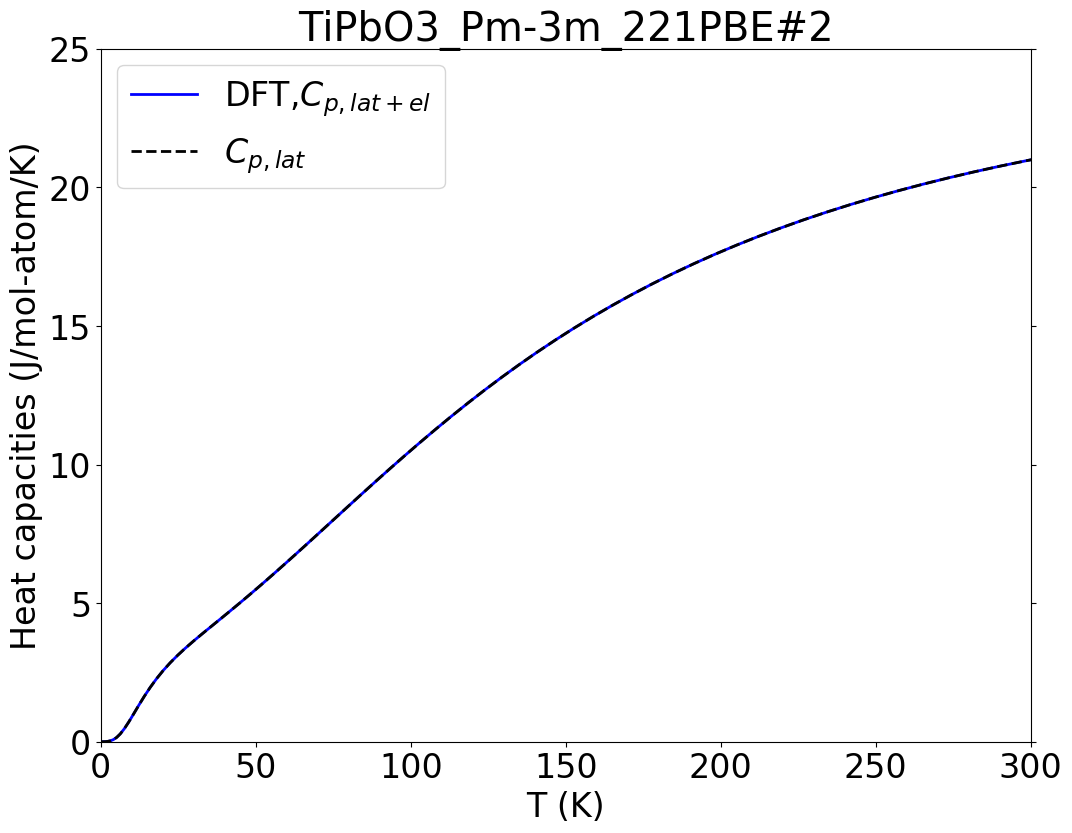 TiPbO3_Pm-3m_221PBE#2
25
20
15
10
5
0
Heat capacities (J/mol-atom/K)
DFT,Cp,lat+el
Cp,lat
0 50 100 150 200 250 300
T (K)